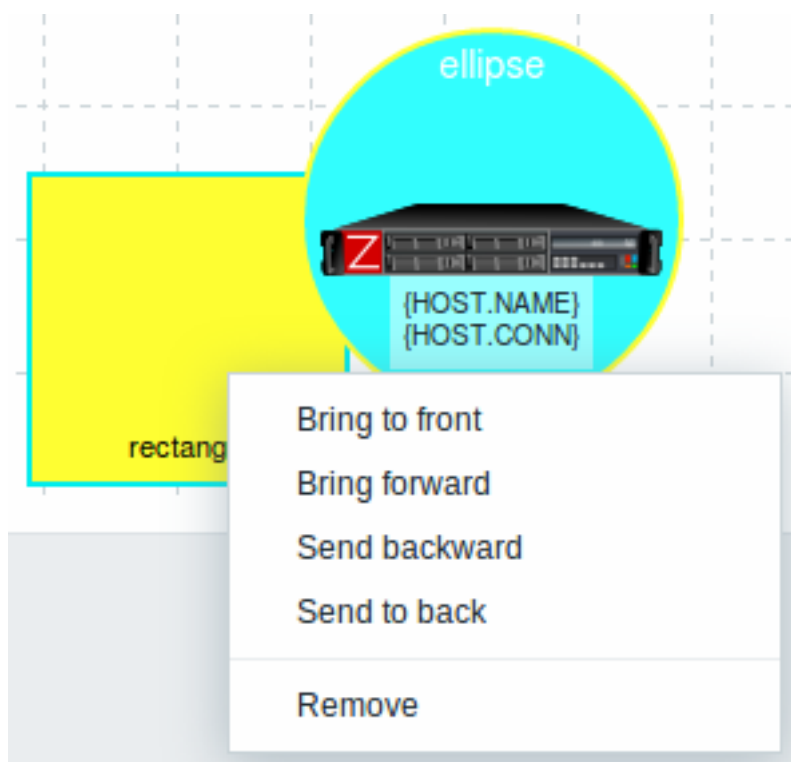 ellipse
Z
{HOST.NAME}
{HOST.CONN}
rectang
Bring to front
Bring forward
Send backward
Send to back
Remove